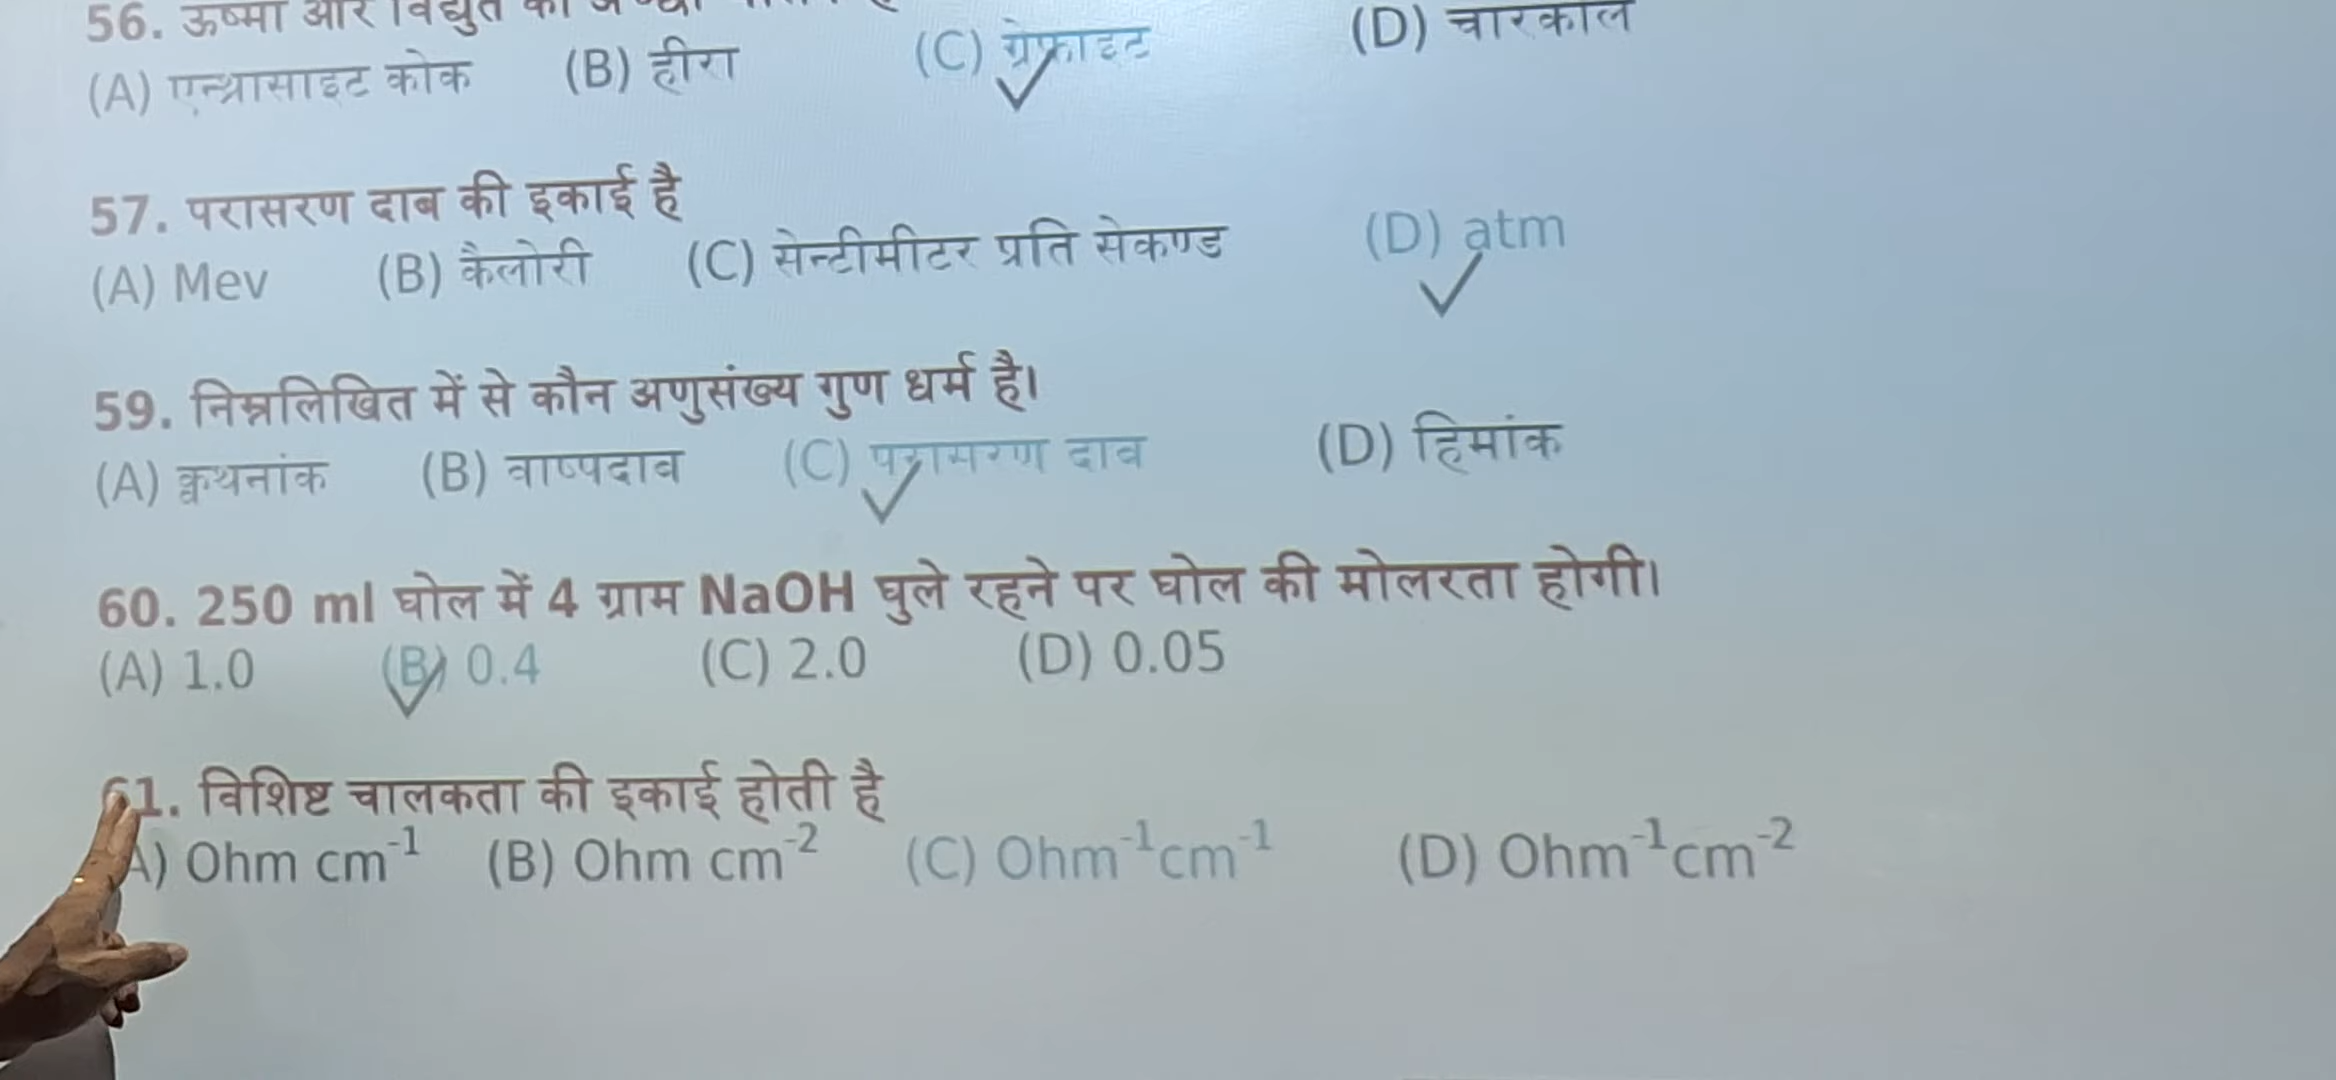 56. ऊष्मा और विद्युत का
(A) एन्थ्रासाइट कोक (B) हीरा (C) ग्रेफाइट (D) चारकोल
57. परासरण दाब की इकाई है
(A) Mev (B) कैलोरी (C) सेन्टीमीटर प्रति सेकण्ड (D) atm
59. निम्नलिखित में से कौन अणुसंख्य गुण धर्म है।
(A) क्वथनांक (B) वाष्पदाब (C) परासरण दाब (D) हिमांक
60. 250 ml घोल में 4 ग्राम NaOH घुले रहने पर घोल की मोलरता होगी।
(A) 1.0 (B) 0.4 (C) 2.0 (D) 0.05
61. विशिष्ट चालकता की इकाई होती है
A) Ohm cm⁻¹ (B) Ohm cm⁻² (C) Ohm⁻¹cm⁻¹ (D) Ohm⁻¹cm⁻²